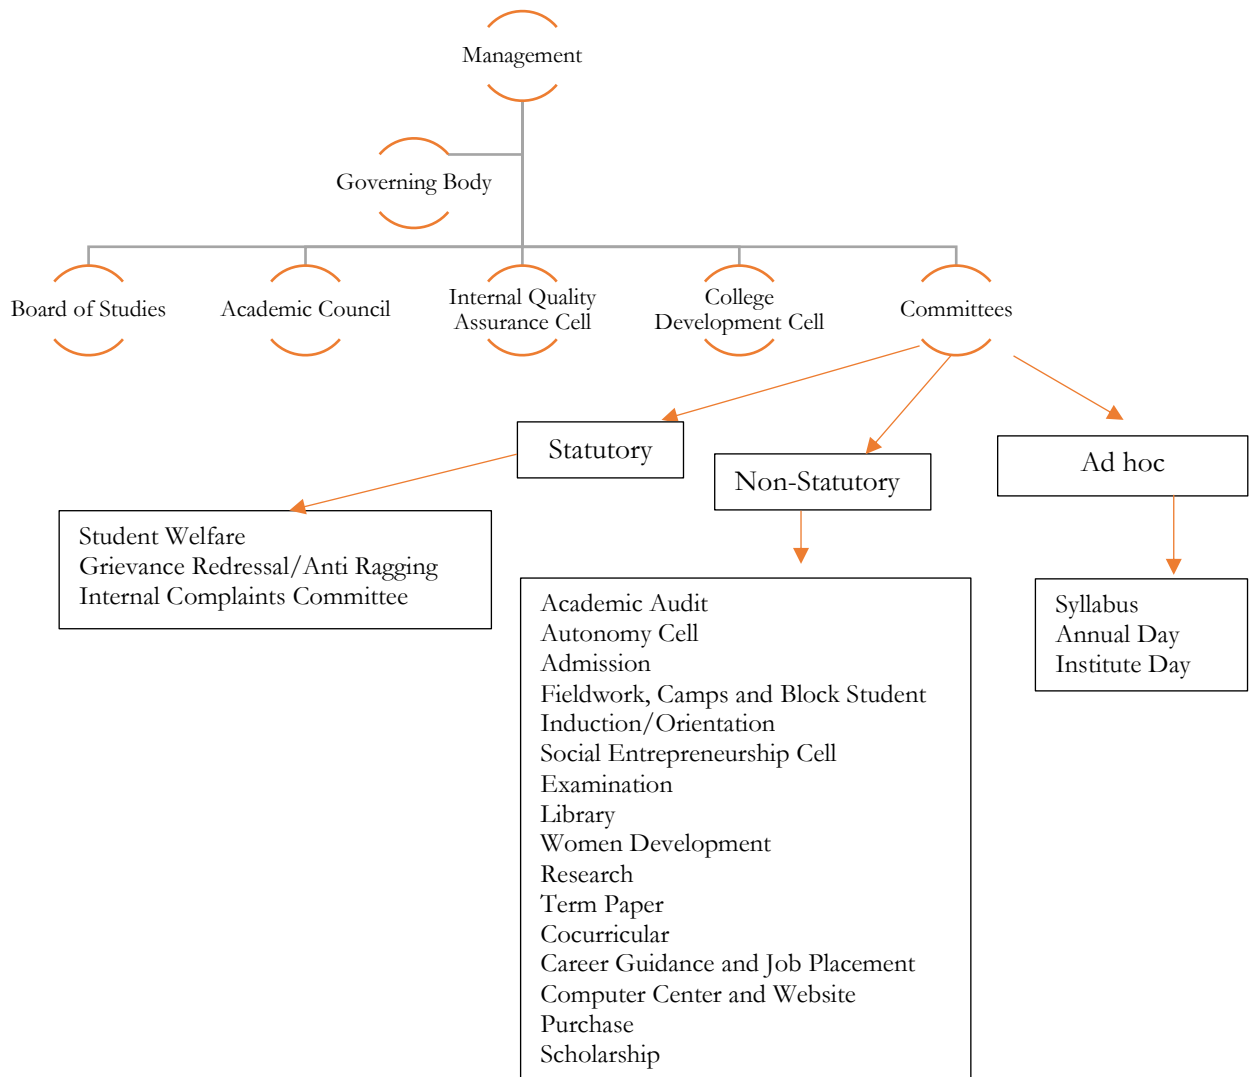 Management
Governing Body
Board of Studies
Academic Council
Internal Quality
Assurance Cell
College
Development Cell
Committees
Statutory
Non-Statutory
Ad hoc
Student Welfare
Grievance Redressal/Anti Ragging
Internal Complaints Committee
Academic Audit
Autonomy Cell
Admission
Fieldwork, Camps and Block Student
Induction/Orientation
Social Entrepreneurship Cell
Examination
Library
Women Development
Research
Term Paper
Cocurricular
Career Guidance and Job Placement
Computer Center and Website
Purchase
Scholarship
Syllabus
Annual Day
Institute Day